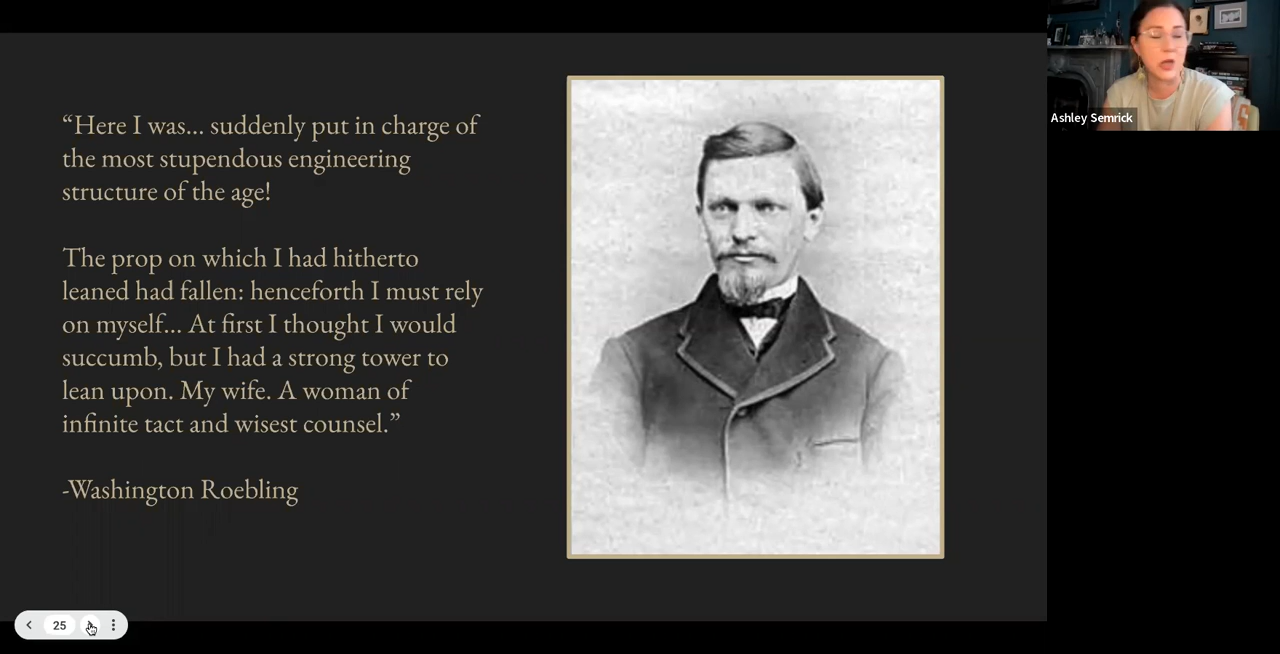 “Here I was... suddenly put in charge of
the most stupendous engineering
structure of the age!
The prop on which I had hitherto
leaned had fallen: henceforth I must rely
on myself... At first I thought I would
succumb, but I had a strong tower to
lean upon. My wife. A woman of
infinite tact and wisest counsel.”
-Washington Roebling
Ashley Semrick
25